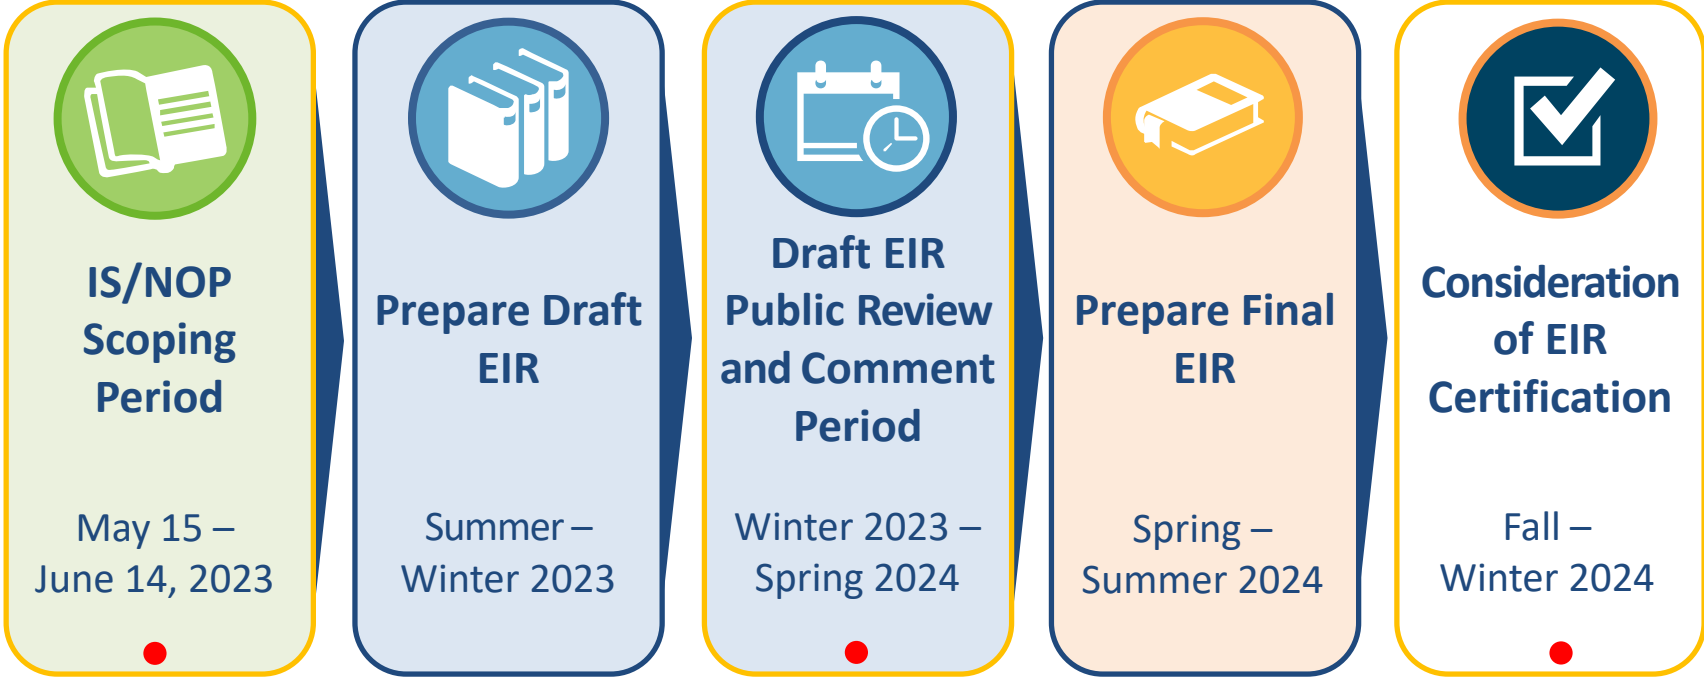 IS/NOP
Scoping
Period
May 15 –
June 14, 2023
Prepare Draft
EIR
Summer –
Winter 2023
Draft EIR
Public Review
and Comment
Period
Winter 2023 –
Spring 2024
Prepare Final
EIR
Spring –
Summer 2024
Consideration
of EIR
Certification
Fall –
Winter 2024